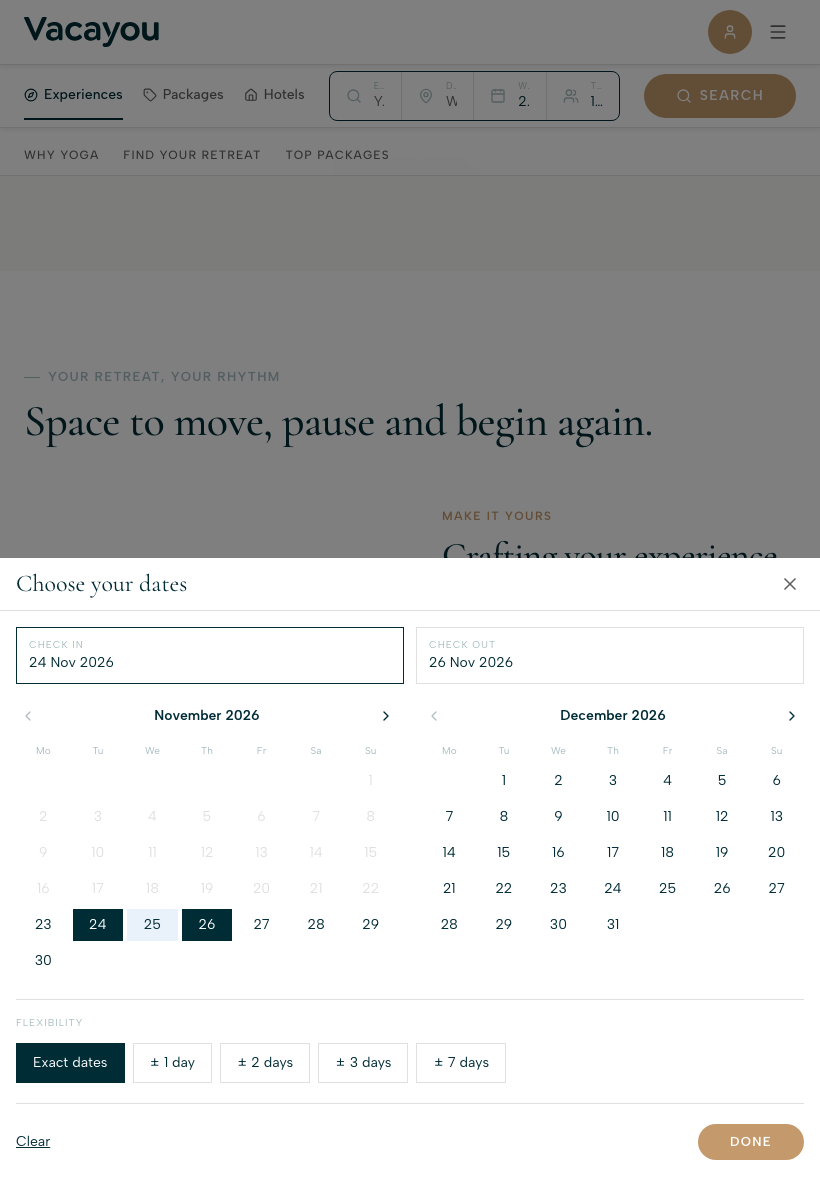 Vacayou
Experiences
Packages
Hotels
E...
Y.
D..
W
W..
2.
T...
1...
SEARCH
WHY YOGA
FIND YOUR RETREAT
TOP PACKAGES
— YOUR RETREAT, YOUR RHYTHM
Space to move, pause and begin again.
MAKE IT YOURS
Crafting your experience
Choose your dates
CHECK IN
24 Nov 2026
CHECK OUT
26 Nov 2026
November 2026
Mo Tu We Th Fr Sa Su
1
2 3 4 5 6 7 8
9 10 11 12 13 14 15
16 17 18 19 20 21 22
23 24 25 26 27 28 29
30
December 2026
Mo Tu We Th Fr Sa Su
1 2 3 4 5 6
7 8 9 10 11 12 13
14 15 16 17 18 19 20
21 22 23 24 25 26 27
28 29 30 31
FLEXIBILITY
Exact dates
± 1 day
± 2 days
± 3 days
± 7 days
Clear
DONE